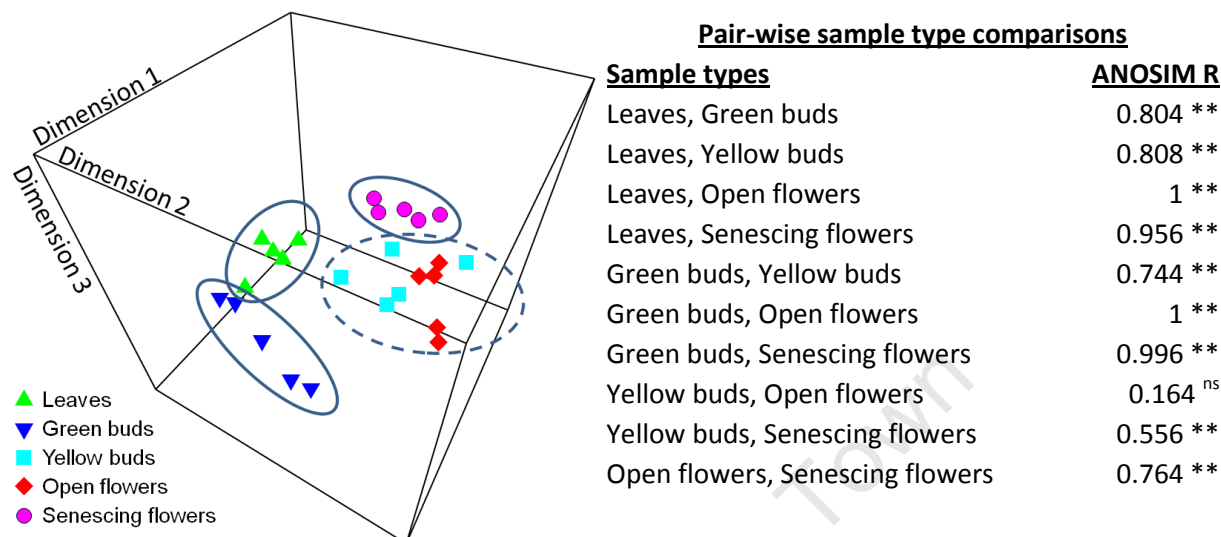 Dimension 1
Dimension 2
Dimension 3
Leaves
Green buds
Yellow buds
Open flowers
Senescing flowers
Pair-wise sample type comparisons
Sample types ANOSIM R
Leaves, Green buds 0.804 **
Leaves, Yellow buds 0.808 **
Leaves, Open flowers 1 **
Leaves, Senescing flowers 0.956 **
Green buds, Yellow buds 0.744 **
Green buds, Open flowers 1 **
Green buds, Senescing flowers 0.996 **
Yellow buds, Open flowers 0.164 ns
Yellow buds, Senescing flowers 0.556 **
Open flowers, Senescing flowers 0.764 **
Town